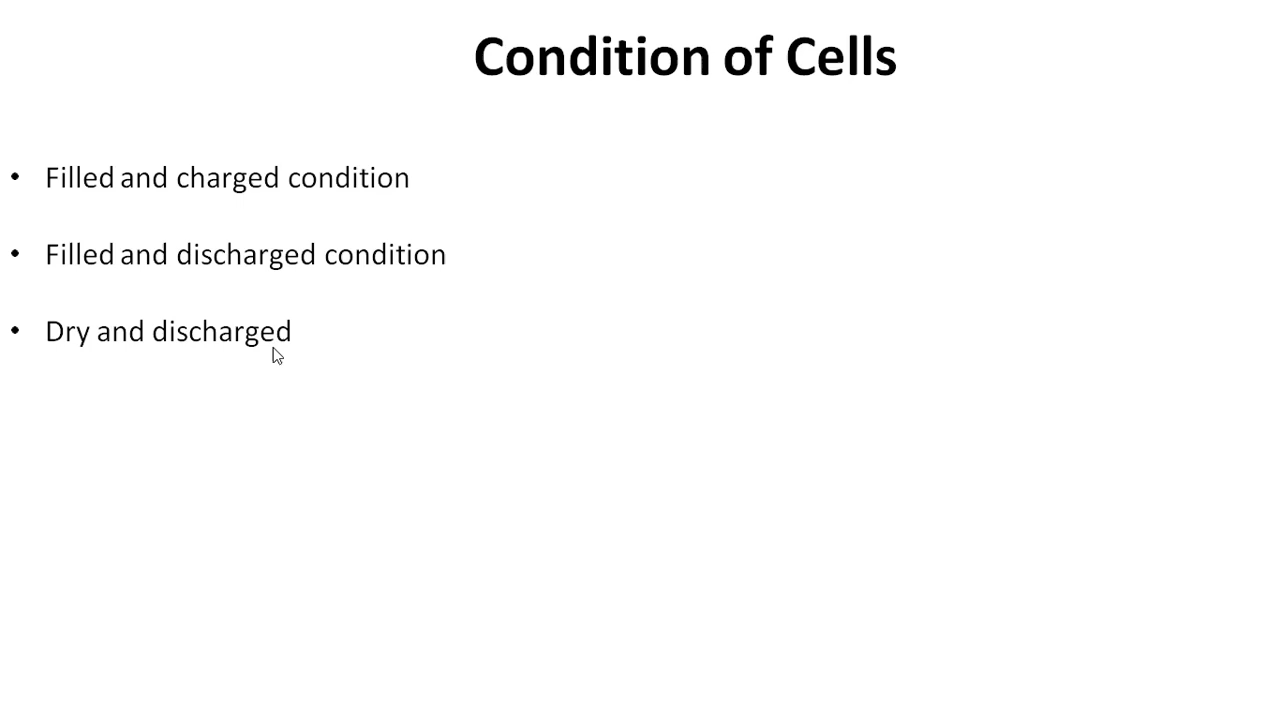 Condition of Cells
• Filled and charged condition
• Filled and discharged condition
• Dry and discharged